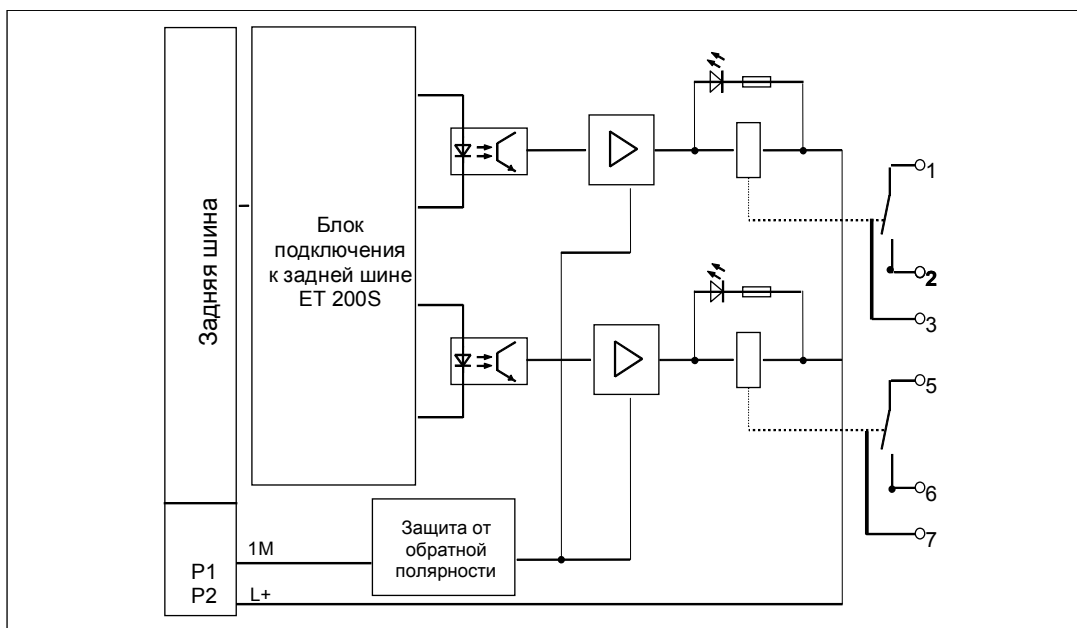 Задняя шина
Блок
подключения
к задней шине
ET 200S
1
2
3
5
6
7
Защита от
обратной
полярности
1M
P1
P2
L+